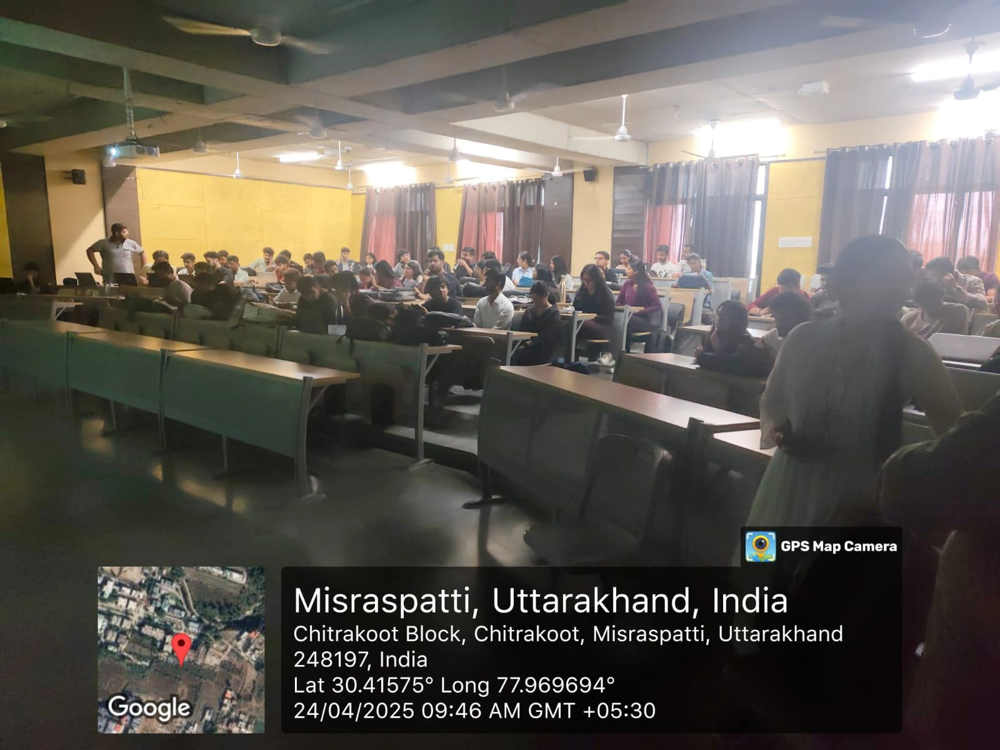 GPS Map Camera
Misraspatti, Uttarakhand, India
Chitrakoot Block, Chitrakoot, Misraspatti, Uttarakhand
248197, India
Lat 30.41575° Long 77.969694°
24/04/2025 09:46 AM GMT +05:30
Google